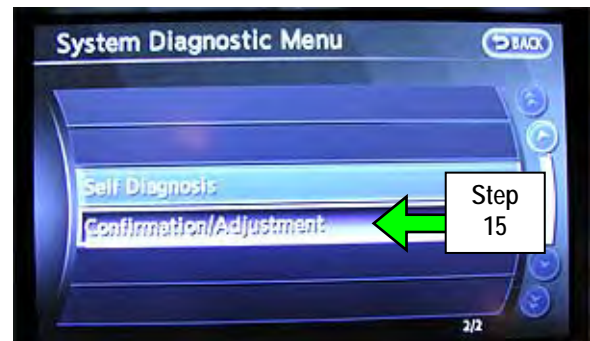 System Diagnostic Menu
BACK
Self Diagnosis
Confirmation/Adjustment
Step
15
2/2